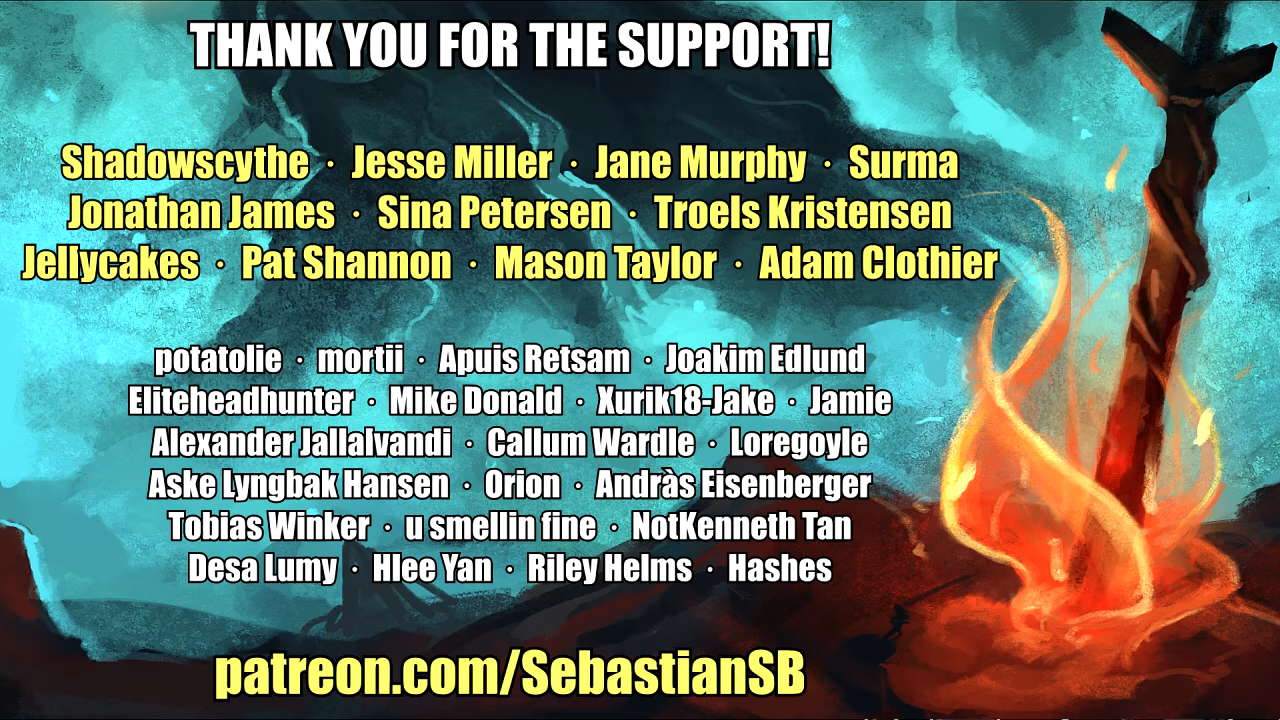 THANK YOU FOR THE SUPPORT!
Shadowscythe · Jesse Miller · Jane Murphy · Surma
Jonathan James · Sina Petersen · Troels Kristensen
Jellycakes · Pat Shannon · Mason Taylor · Adam Clothier
potatolie · mortii · Apuis Retsam · Joakim Edlund
Eliteheadhunter · Mike Donald · Xurik18-Jake · Jamie
Alexander Jallalvandi · Callum Wardle · Loregoyle
Aske Lyngbak Hansen · Orion · Andràs Eisenberger
Tobias Winker · u smellin fine · NotKenneth Tan
Desa Lumy · Hlee Yan · Riley Helms · Hashes
patreon.com/SebastianSB